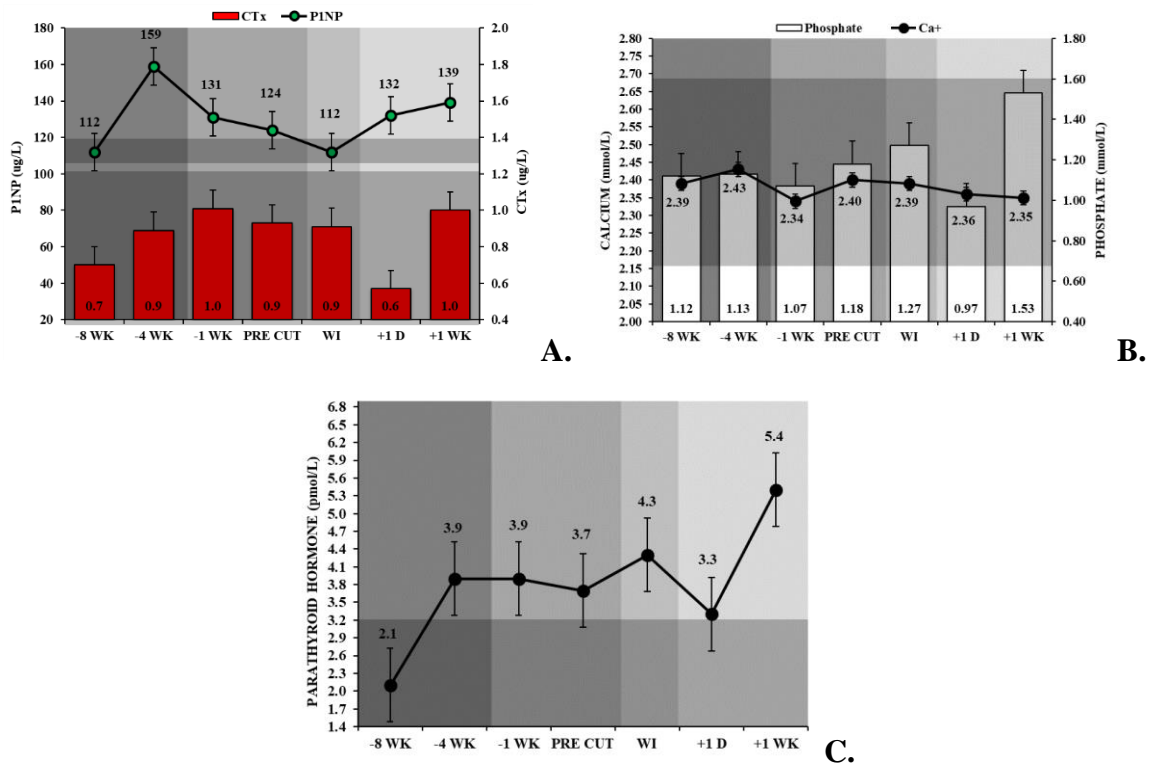 CTx P1NP
180 2.0
160 1.8
140 1.6
120 1.4
100 1.2
80 1.0
60 0.8
40 0.6
20 0.4
P1NP (ug/L)
CTx (ug/L)
112 159 131 124 112 132 139
0.7 0.9 1.0 0.9 0.9 0.6 1.0
-8 WK -4 WK -1 WK PRE CUT WI +1 D +1 WK
A.
Phosphate Ca+
2.80 1.80
2.75
2.70 1.60
2.65
2.60 1.40
2.55
2.50 1.20
2.45
2.40 1.00
2.35
2.30 0.80
2.25
2.20
2.15 0.60
2.10
2.05
2.00 0.40
CALCIUM (mmol/L)
PHOSPHATE (mmol/L)
2.39 2.43 2.34 2.40 2.39 2.36 2.35
1.12 1.13 1.07 1.18 1.27 0.97 1.53
-8 WK -4 WK -1 WK PRE CUT WI +1 D +1 WK
B.
6.8
6.5
6.2
5.9
5.6
5.3
5.0
4.7
4.4
4.1
3.8
3.5
3.2
2.9
2.6
2.3
2.0
1.7
1.4
PARATHYROID HORMONE (pmol/L)
2.1 3.9 3.9 3.7 4.3 3.3 5.4
-8 WK -4 WK -1 WK PRE CUT WI +1 D +1 WK
C.